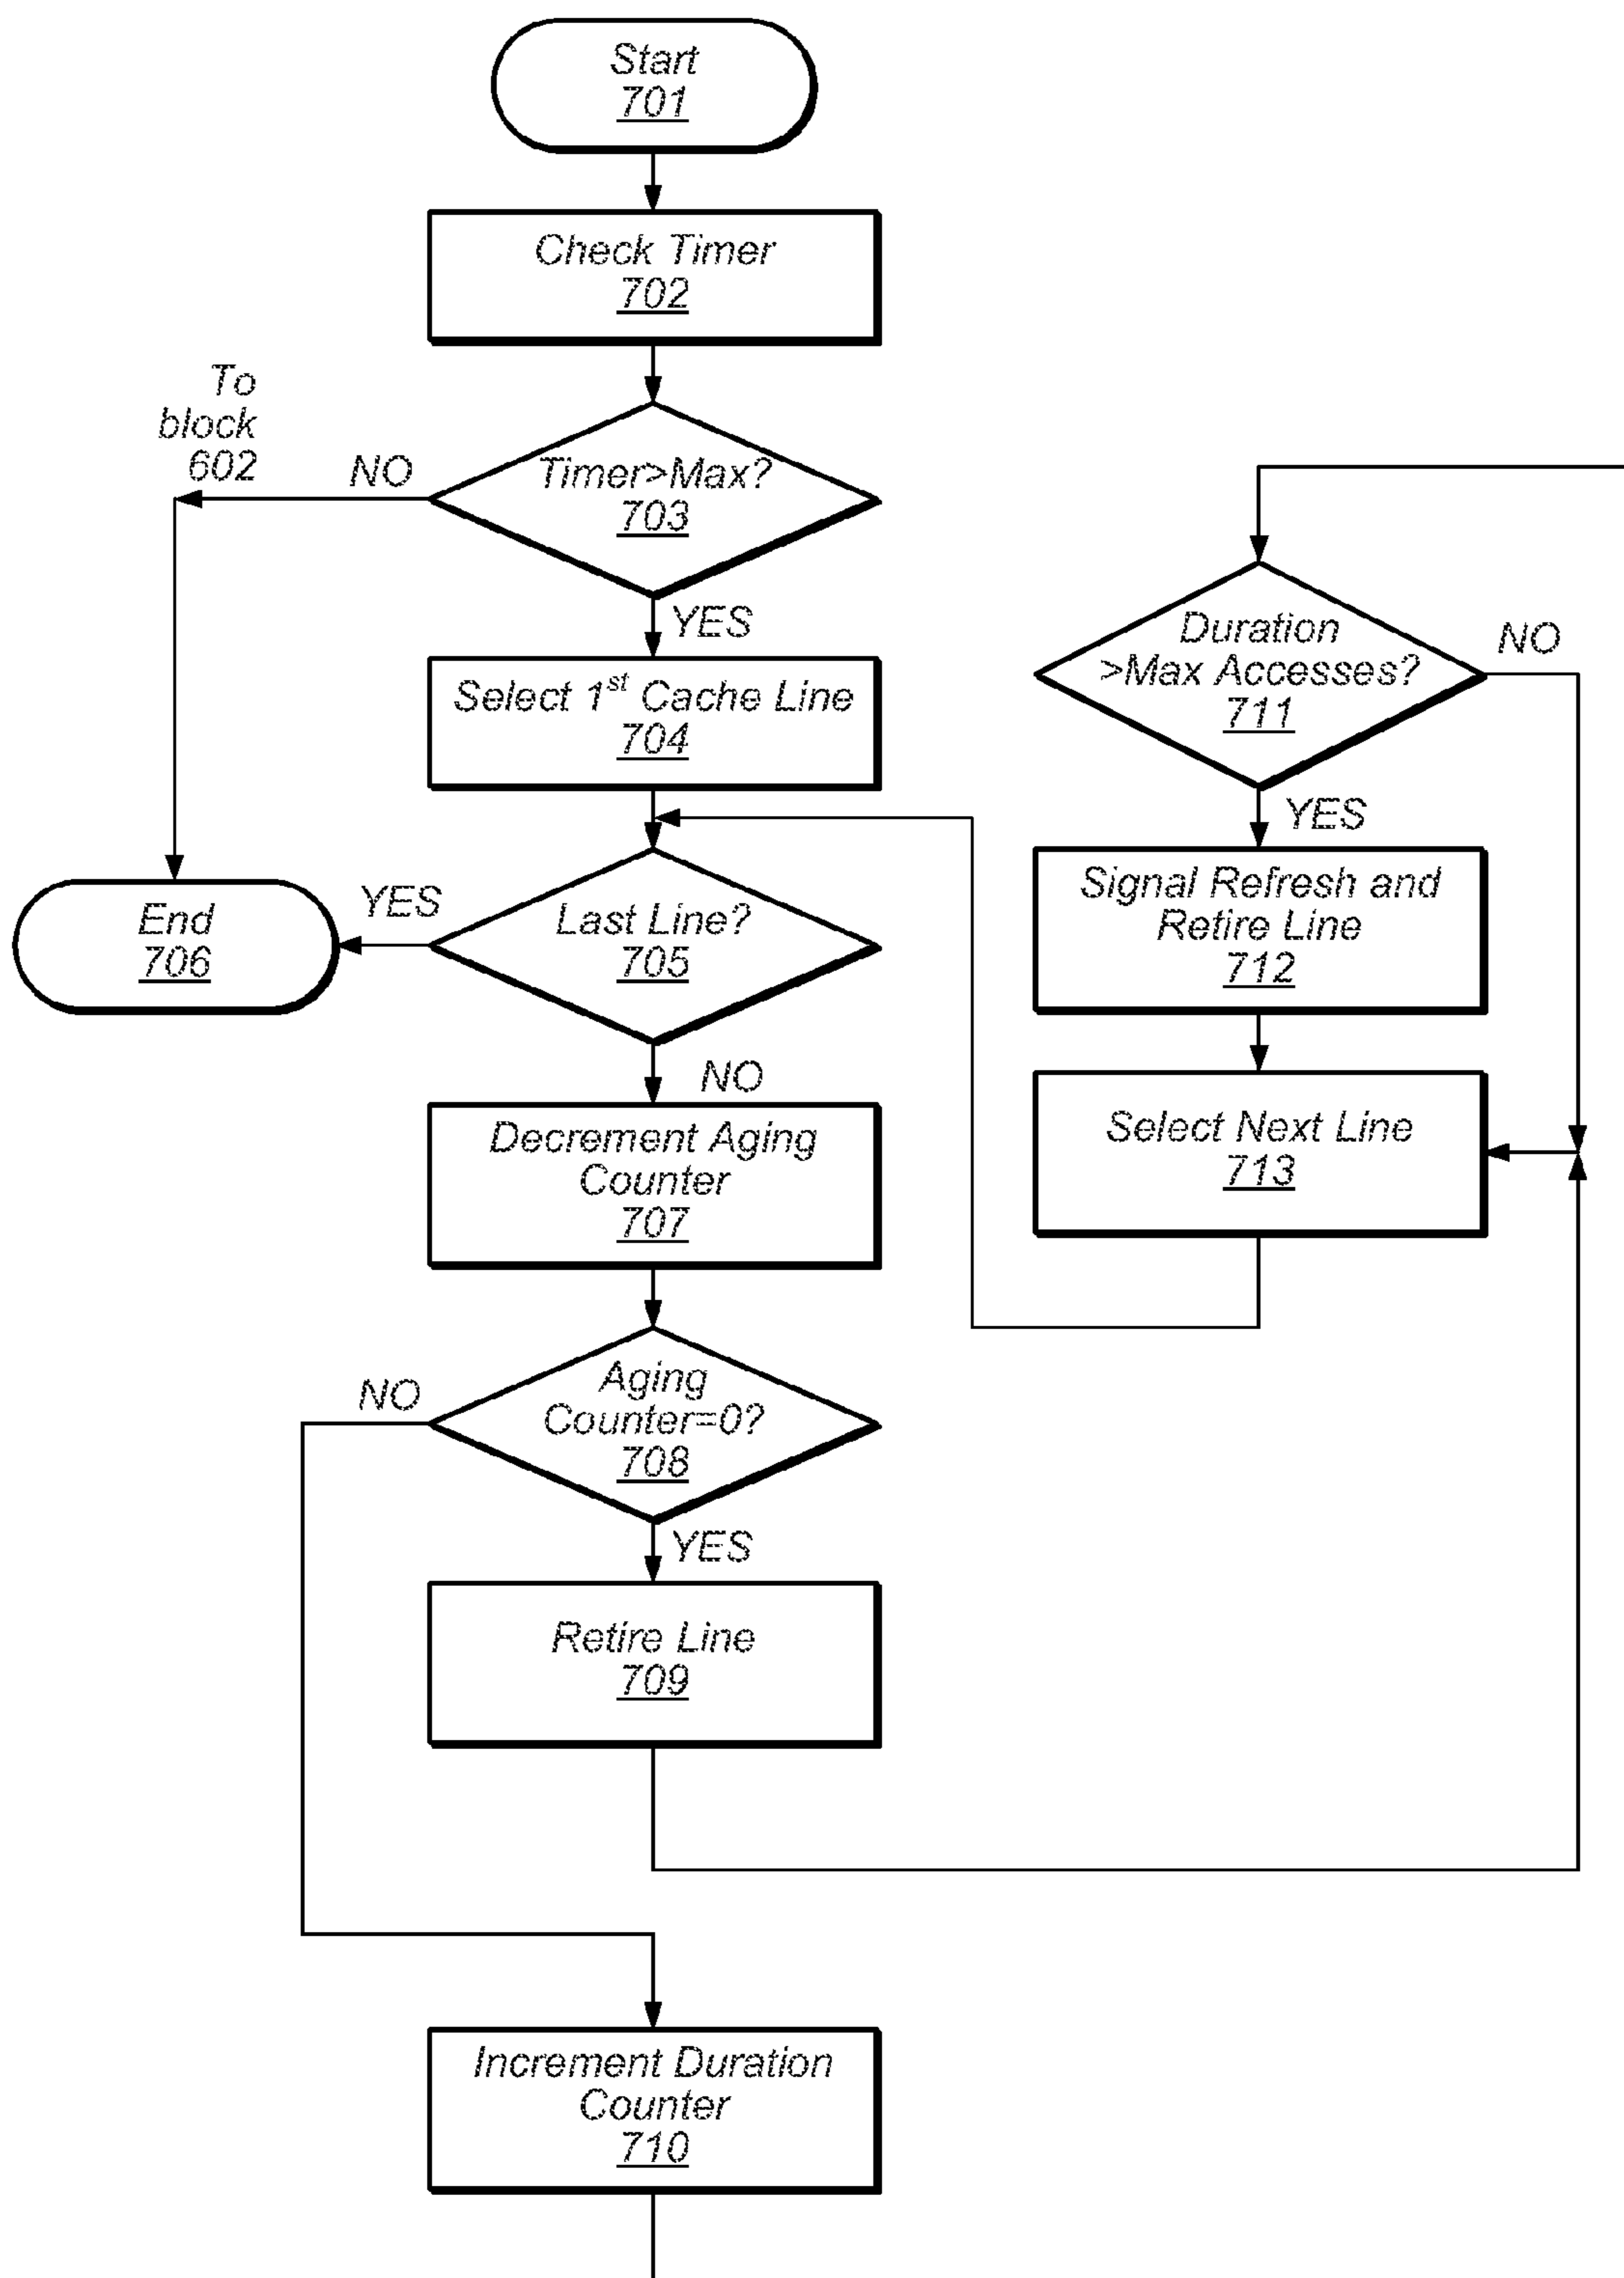 Start
701
Check Timer
702
To
block
602
NO
Timer>Max?
703
YES
Select 1st Cache Line
704
YES
Last Line?
705
End
706
NO
Decrement Aging
Counter
707
NO
Aging
Counter=0?
708
YES
Retire Line
709
Increment Duration
Counter
710
Duration
>Max Accesses?
711
NO
YES
Signal Refresh and
Retire Line
712
Select Next Line
713